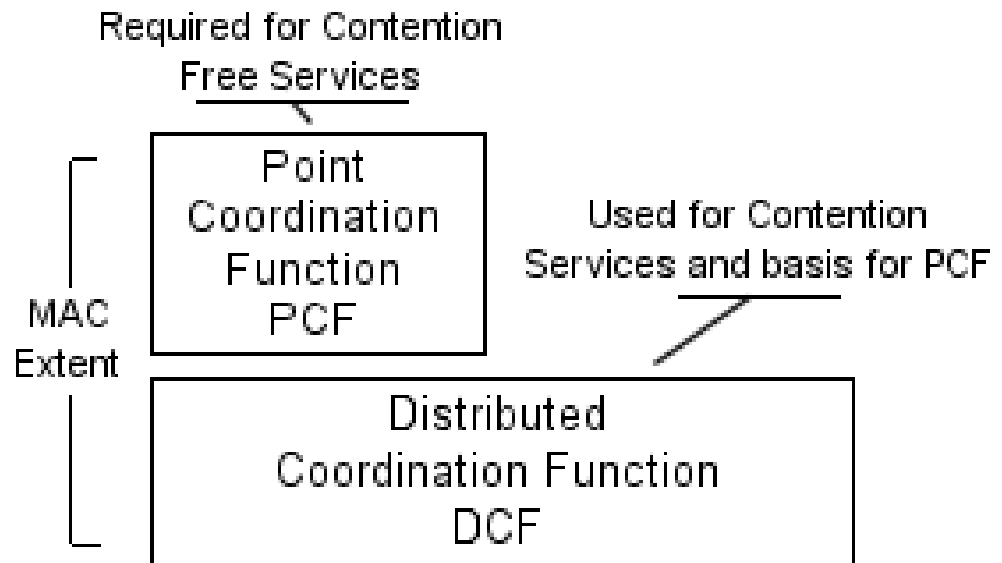 Required for Contention
Free Services
Point
Coordination
Function
PCF
Used for Contention
Services and basis for PCF
MAC
Extent
Distributed
Coordination Function
DCF